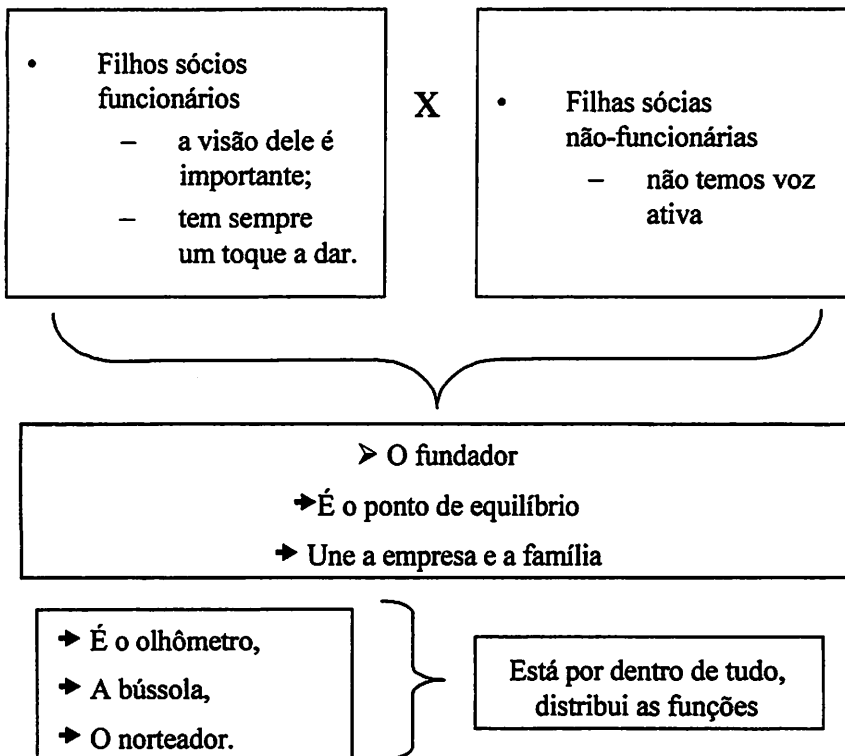 • Filhos sócios
funcionários
– a visão dele é
importante;
– tem sempre
um toque a dar.
X
• Filhas sócias
não-funcionárias
– não temos voz
ativa
➢ O fundador
➔É o ponto de equilíbrio
➔ Une a empresa e a família
➔ É o olhômetro,
➔ A bússola,
➔ O norteador.
Está por dentro de tudo,
distribui as funções